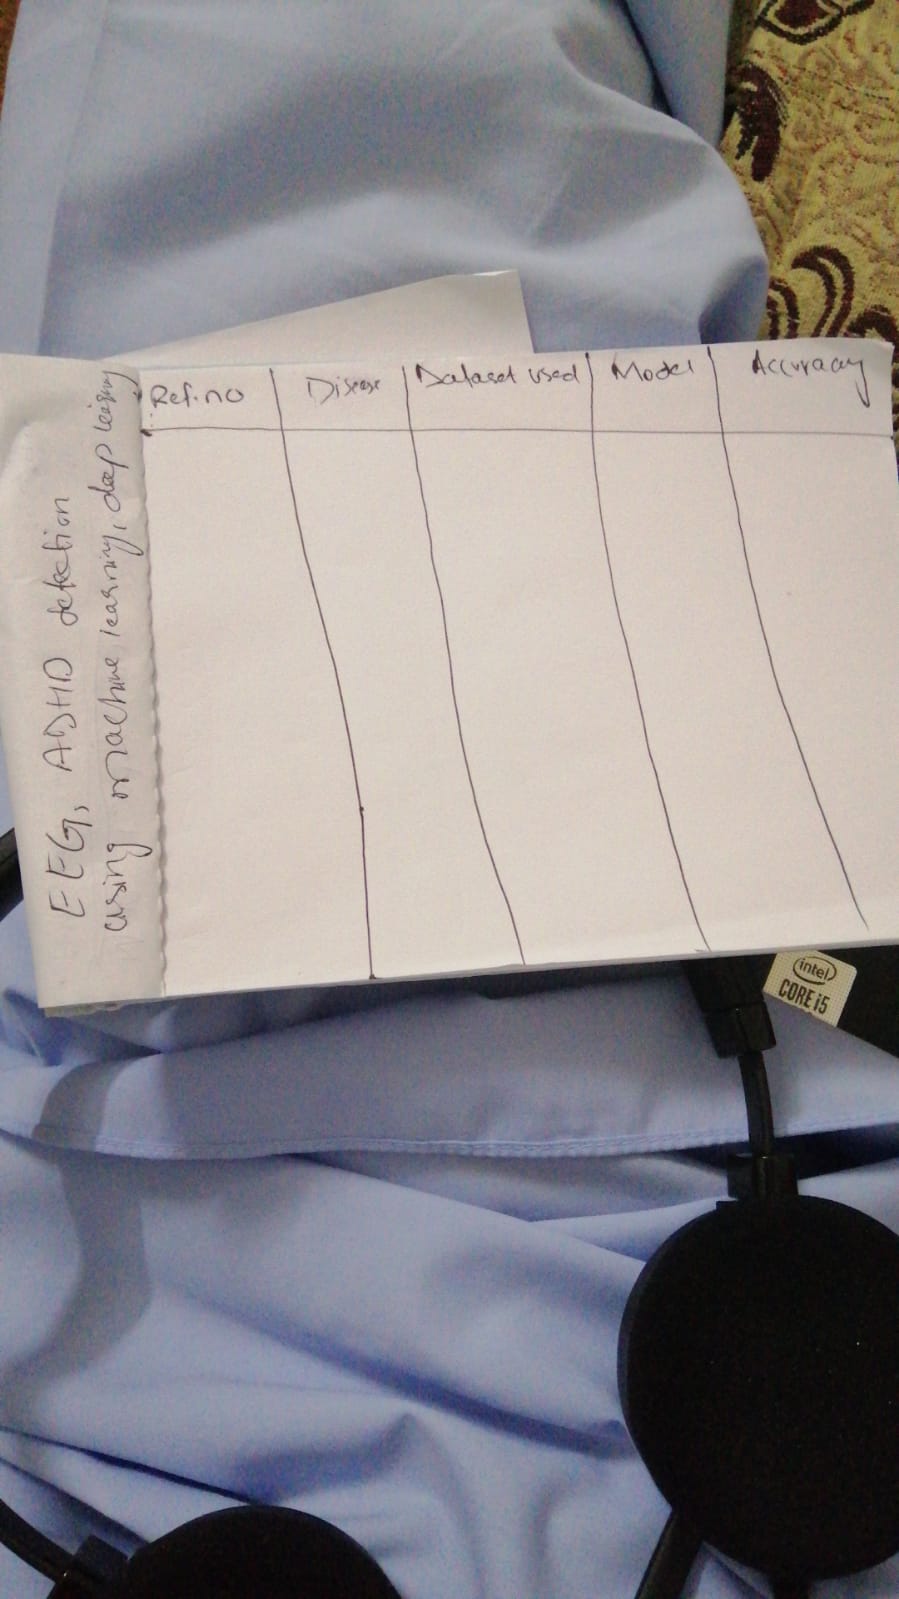 Ref.no Disease Dataset used Model Accuracy
EEG, ADHD detection
using machine learning, deep learning
intel
CORE i5